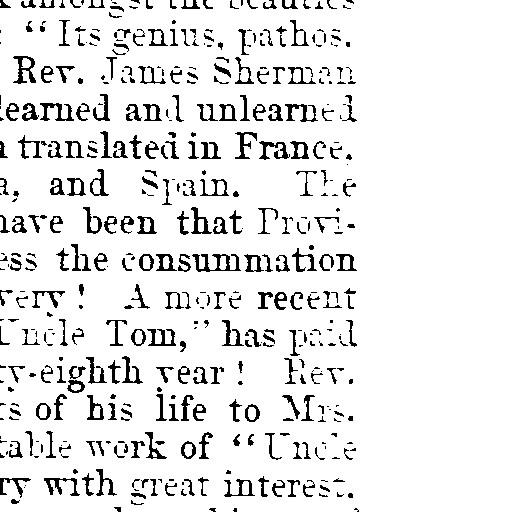 amongst the beauties
“Its genius, pathos,
Rev. James Sherman
learned and unlearned
translated in France,
and Spain. The
have been that Provi-
ess the consummation
very! A more recent
Uncle Tom,” has paid
ty-eighth year! Rev.
ts of his life to Mrs.
table work of “Uncle
ry with great interest.